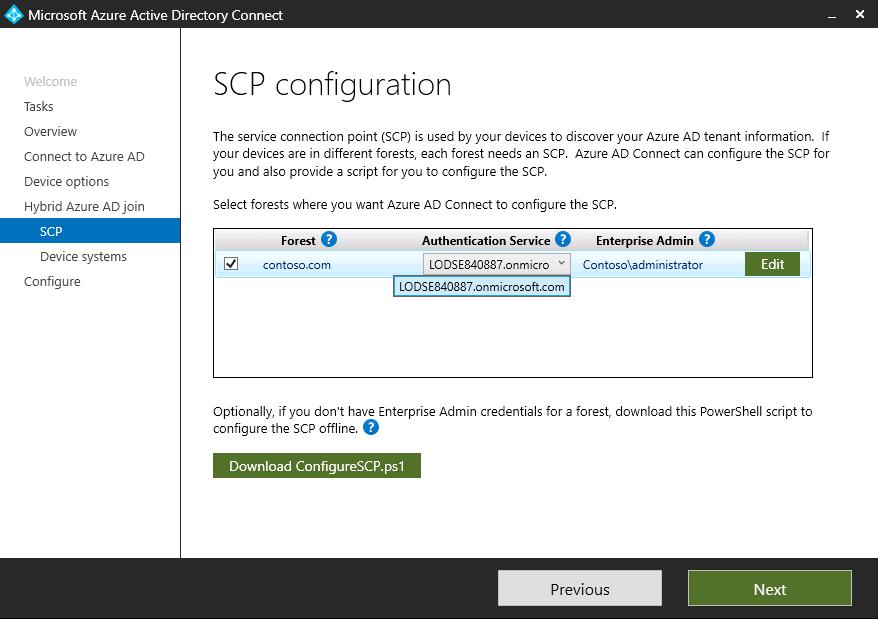 Microsoft Azure Active Directory Connect
Welcome
Tasks
Overview
Connect to Azure AD
Device options
Hybrid Azure AD join
SCP
Device systems
Configure
SCP configuration
The service connection point (SCP) is used by your devices to discover your Azure AD tenant information. If
your devices are in different forests, each forest needs an SCP. Azure AD Connect can configure the SCP for
you and also provide a script for you to configure the SCP.
Select forests where you want Azure AD Connect to configure the SCP.
Forest ? Authentication Service ? Enterprise Admin ?
contoso.com LODSE840887.onmicro Contoso\administrator Edit
LODSE840887.onmicrosoft.com
Optionally, if you don't have Enterprise Admin credentials for a forest, download this PowerShell script to
configure the SCP offline. ?
Download ConfigureSCP.ps1
Previous Next